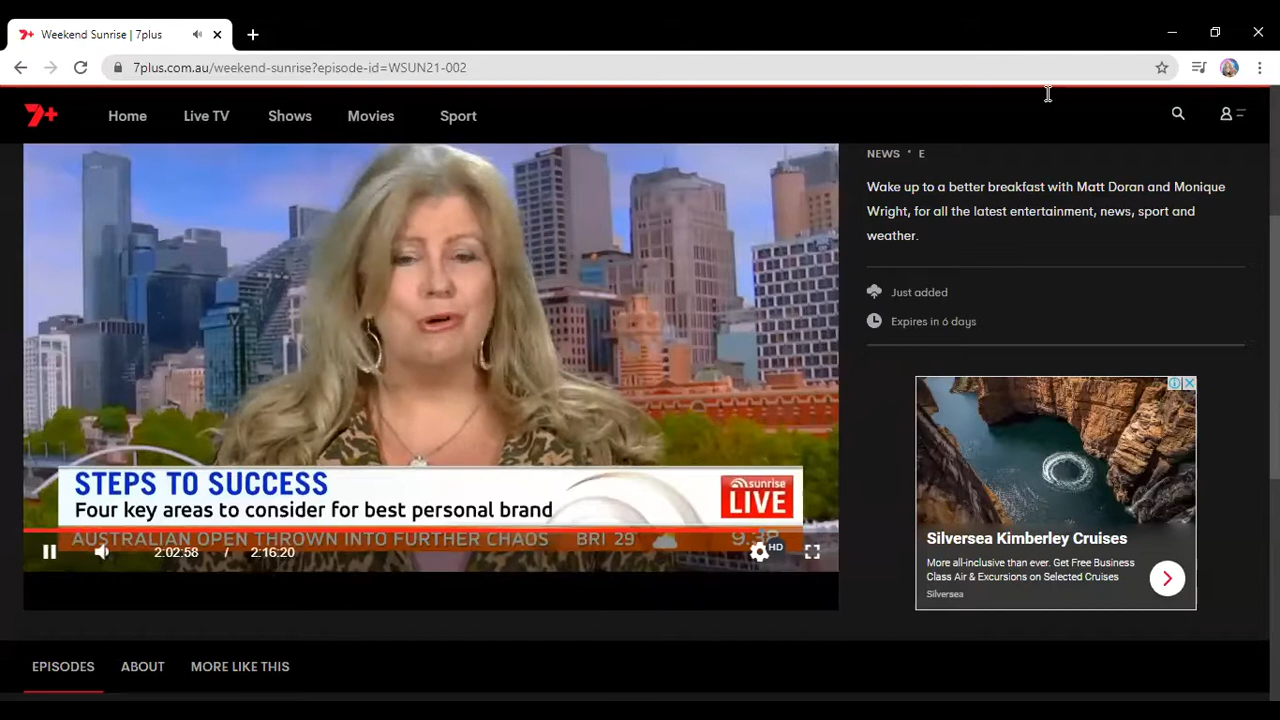 Weekend Sunrise | 7plus
7plus.com.au/weekend-sunrise?episode-id=WSUN21-002
7+
Home
Live TV
Shows
Movies
Sport
NEWS • E
Wake up to a better breakfast with Matt Doran and Monique
Wright, for all the latest entertainment, news, sport and
weather.
Just added
Expires in 6 days
STEPS TO SUCCESS
Four key areas to consider for best personal brand
sunrise
LIVE
AUSTRALIAN OPEN THROWN INTO FURTHER CHAOS BRI 29
2:02:58 / 2:16:20
HD
Silversea Kimberley Cruises
More all-inclusive than ever. Get Free Business
Class Air & Excursions on Selected Cruises
Silversea
EPISODES
ABOUT
MORE LIKE THIS